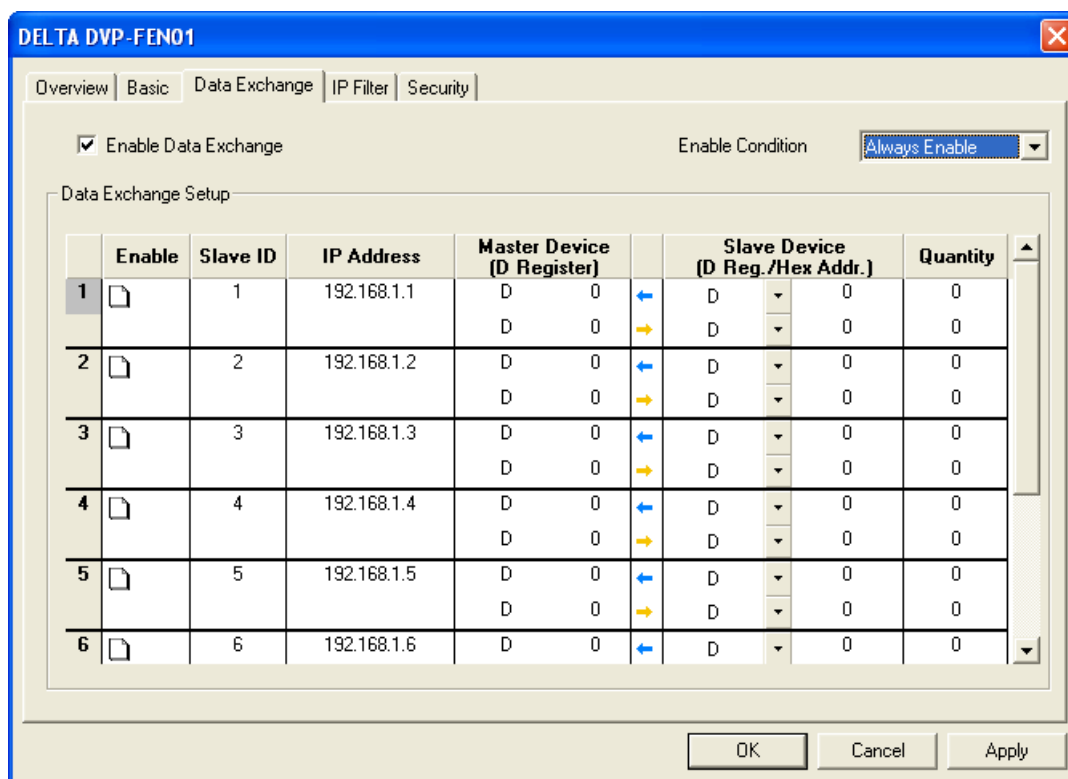 DELTA DVP-FEN01
Overview Basic Data Exchange IP Filter Security
Enable Data Exchange Enable Condition Always Enable
Data Exchange Setup
Enable Slave ID IP Address Master Device (D Register) Slave Device (D Reg./Hex Addr.) Quantity
1 1 192.168.1.1 D 0 D 0 0
D 0 D 0 0
2 2 192.168.1.2 D 0 D 0 0
D 0 D 0 0
3 3 192.168.1.3 D 0 D 0 0
D 0 D 0 0
4 4 192.168.1.4 D 0 D 0 0
D 0 D 0 0
5 5 192.168.1.5 D 0 D 0 0
D 0 D 0 0
6 6 192.168.1.6 D 0 D 0 0
OK Cancel Apply